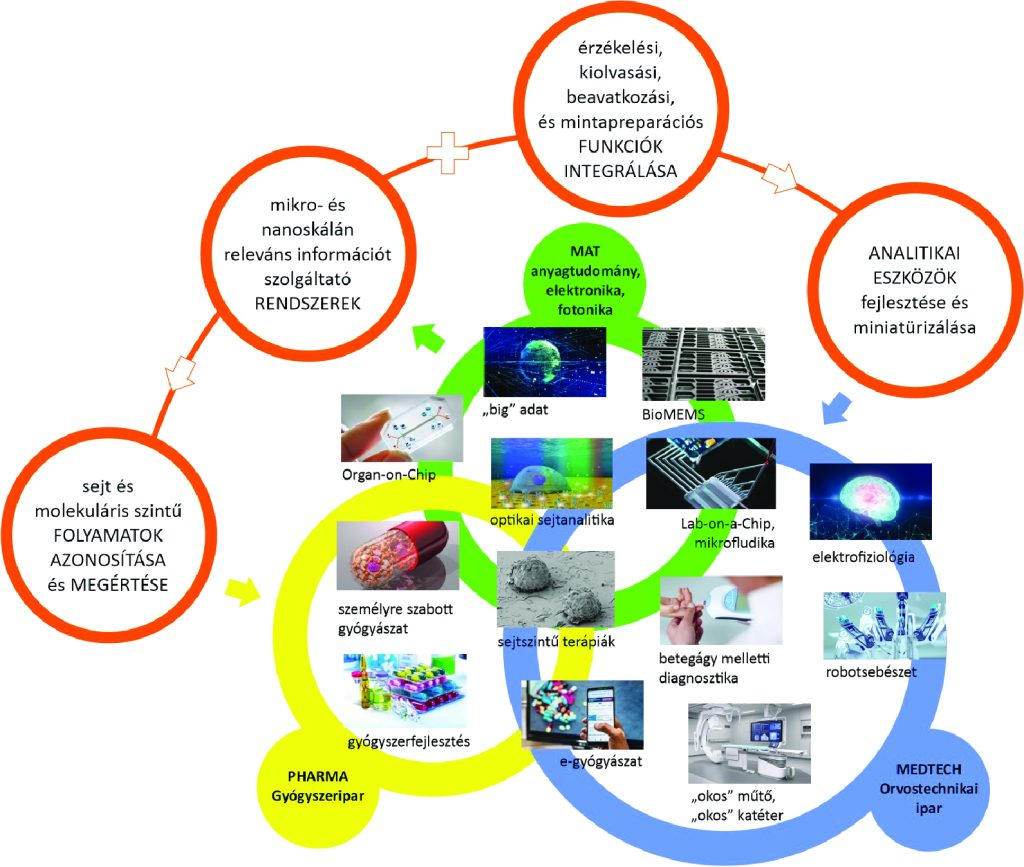 érzékelési,
kiolvasási,
beavatkozási,
és mintapreparációs
FUNKCIÓK
INTEGRÁLÁSA
mikro- és
nanoskálán
releváns információt
szolgáltató
RENDSZEREK
ANALITIKAI
ESZKÖZÖK
fejlesztése és
miniatürizálása
sejt és
molekuláris szintű
FOLYAMATOK
AZONOSÍTÁSA
és MEGÉRTÉSE
MAT
anyagtudomány,
elektronika,
fotonika
„big” adat
BioMEMS
Organ-on-Chip
optikai sejtanalitika
Lab-on-a-Chip,
mikrofludika
elektrofiziológia
személyre szabott
gyógyászat
sejtszintű terápiák
betegágy melletti
diagnosztika
robotsebészet
gyógyszerfejlesztés
e-gyógyászat
„okos” műtő,
„okos” katéter
PHARMA
Gyógyszeripar
MEDTECH
Orvostechnikai
ipar